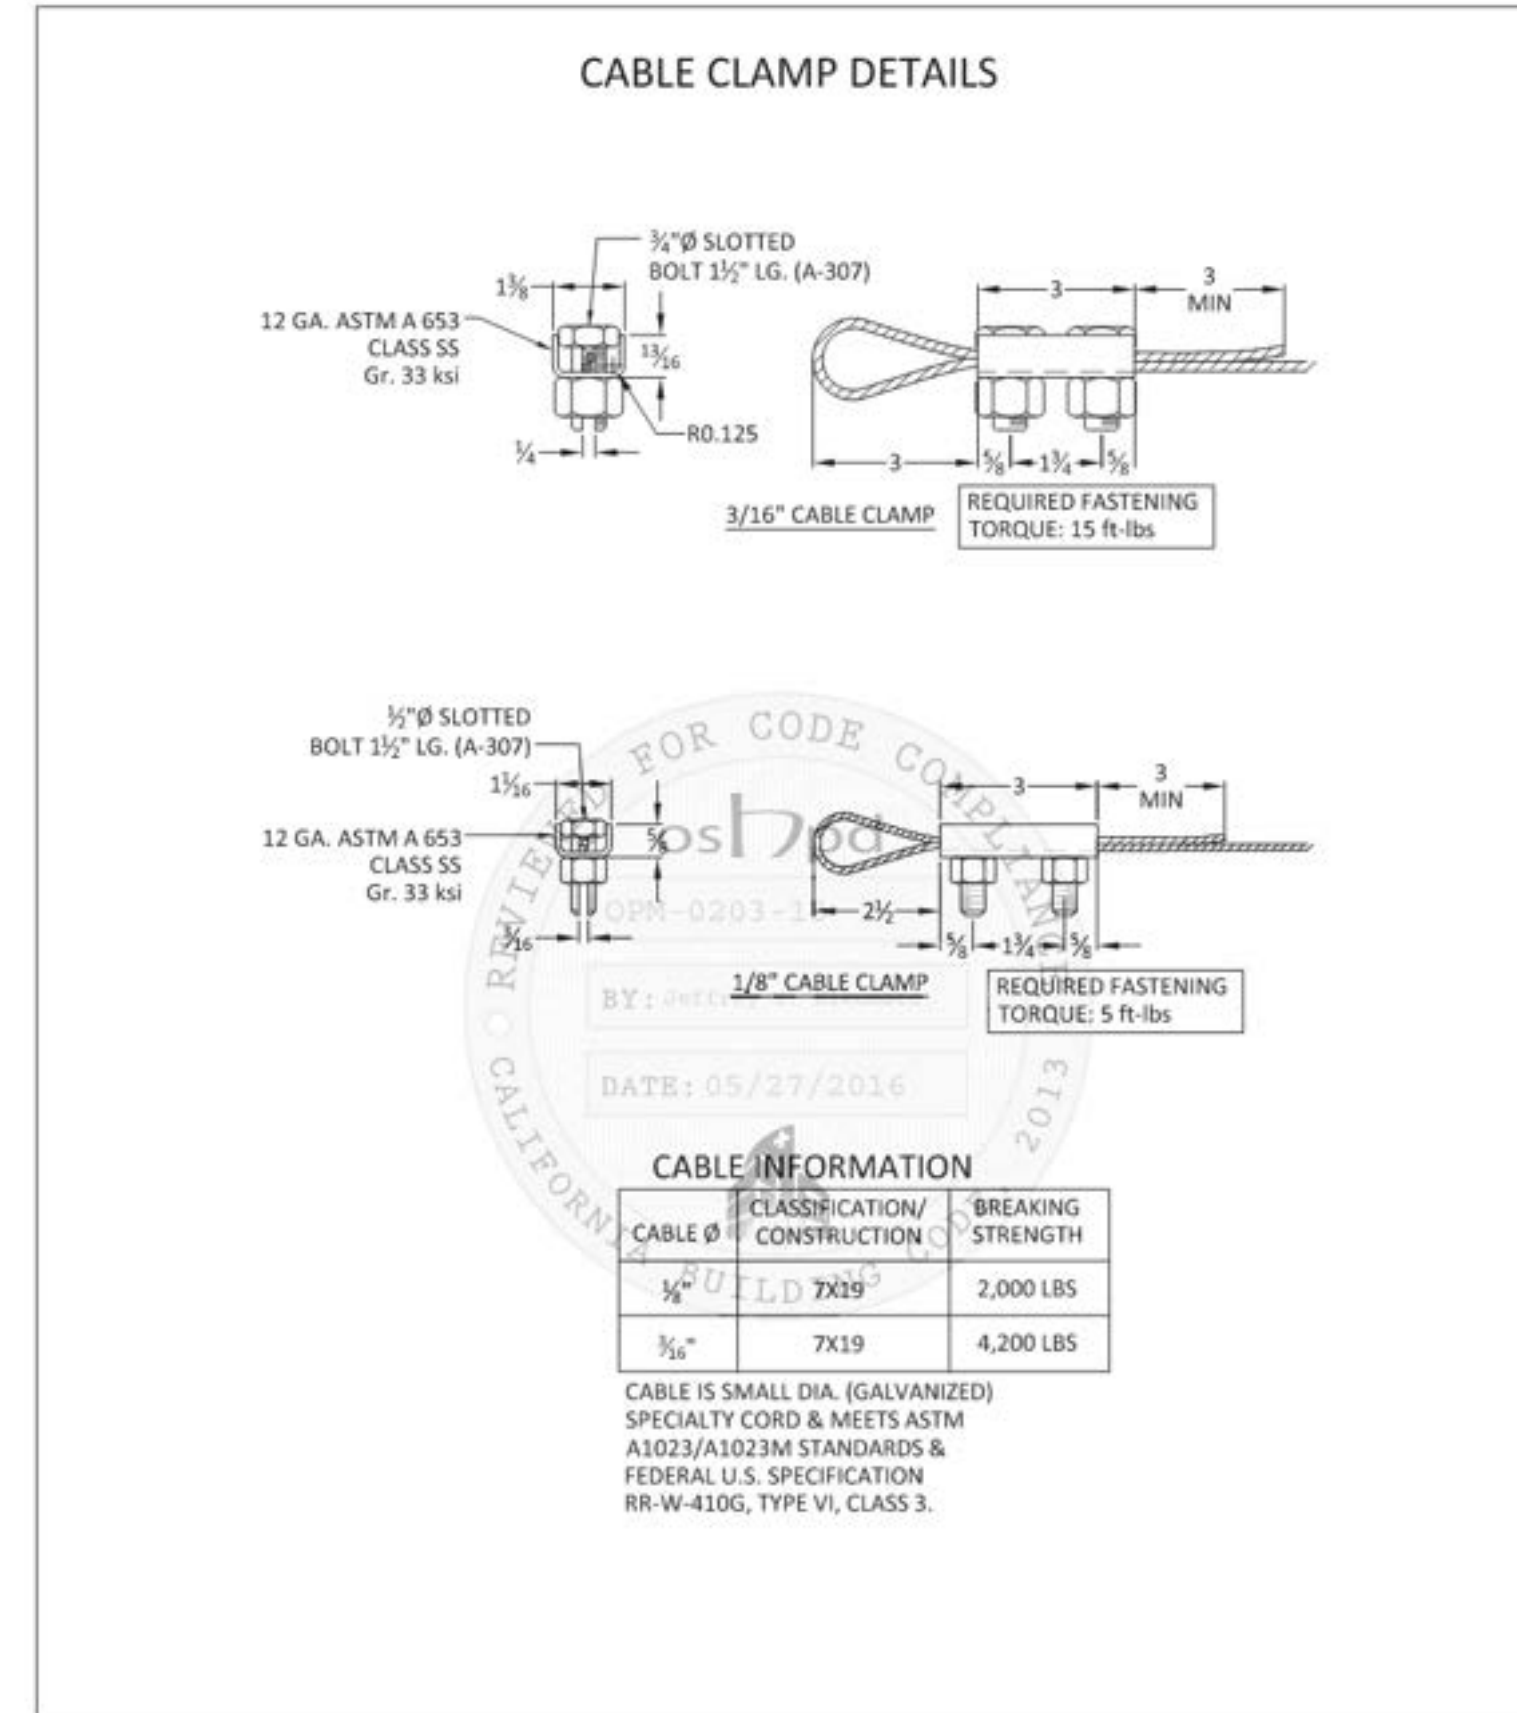 CABLE CLAMP DETAILS
¾"Ø SLOTTED
BOLT 1½" LG. (A-307)
1⅜
12 GA. ASTM A 653
CLASS SS
Gr. 33 ksi
13/16
R0.125
¼
3
3
MIN
3
⅝
1¾
⅝
3/16" CABLE CLAMP
REQUIRED FASTENING
TORQUE: 15 ft-lbs
½"Ø SLOTTED
BOLT 1½" LG. (A-307)
12 GA. ASTM A 653
CLASS SS
Gr. 33 ksi
⅝
3
3
MIN
2½
⅝
1¾
⅝
1/8" CABLE CLAMP
REQUIRED FASTENING
TORQUE: 5 ft-lbs
REVIEWED FOR CODE COMPLIANCE
oshpd
OPM-0203-1
BY: Jeffrey
DATE: 05/27/2016
CALIFORNIA BUILDING CODE, 2013
CABLE INFORMATION
CABLE Ø
CLASSIFICATION/
CONSTRUCTION
BREAKING
STRENGTH
⅛" 7X19 2,000 LBS
3/16" 7X19 4,200 LBS
CABLE IS SMALL DIA. (GALVANIZED)
SPECIALTY CORD & MEETS ASTM
A1023/A1023M STANDARDS &
FEDERAL U.S. SPECIFICATION
RR-W-410G, TYPE VI, CLASS 3.